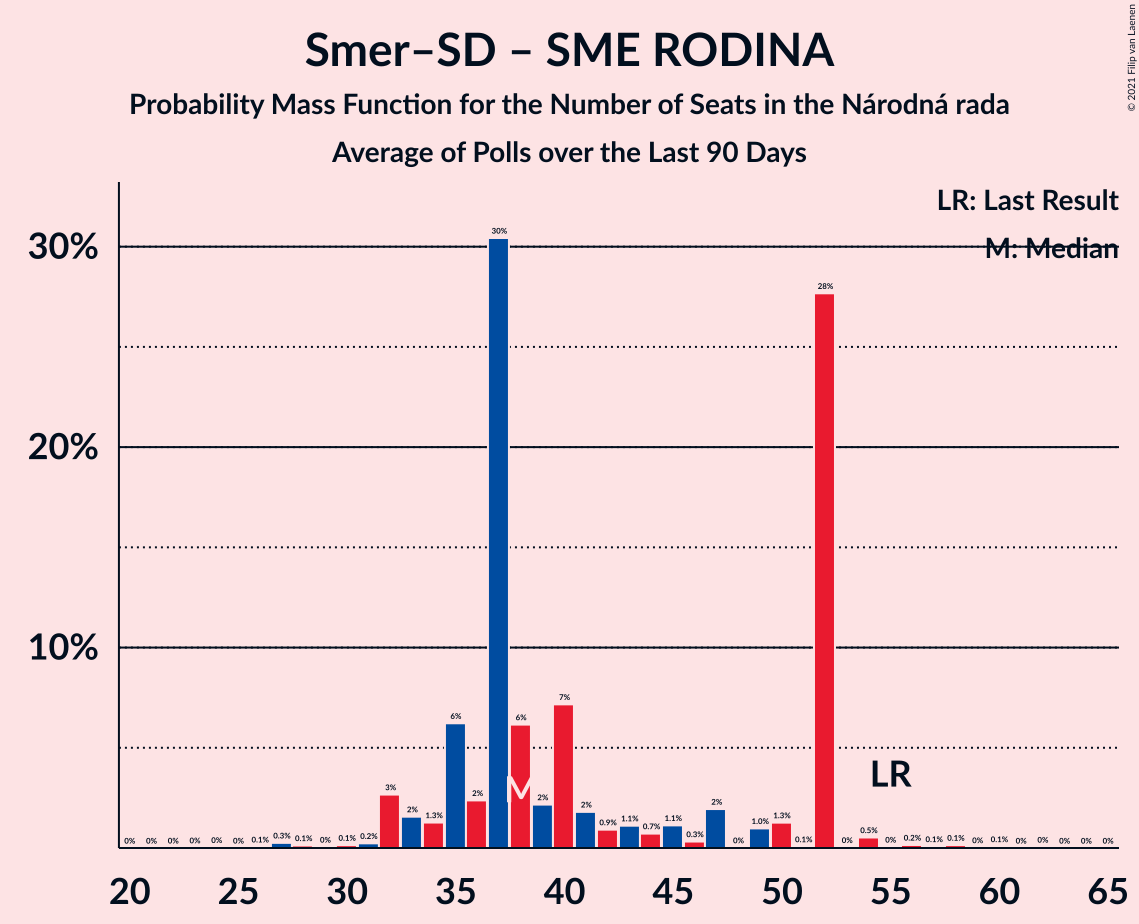 Smer–SD – SME RODINA
Probability Mass Function for the Number of Seats in the Národná rada
Average of Polls over the Last 90 Days
© 2021 Filip van Laenen
LR: Last Result
M: Median
30%
20%
10%
0% 0% 0% 0% 0% 0% 0.1% 0.3% 0.1% 0% 0.1% 0.2% 3% 2% 1.3% 6% 2% 30% 6% 2% 7% 2% 0.9% 1.1% 0.7% 1.1% 0.3% 2% 0% 1.0% 1.3% 0.1% 28% 0% 0.5% 0% 0.2% 0.1% 0.1% 0% 0.1% 0% 0% 0% 0% 0%
M
LR
20 25 30 35 40 45 50 55 60 65